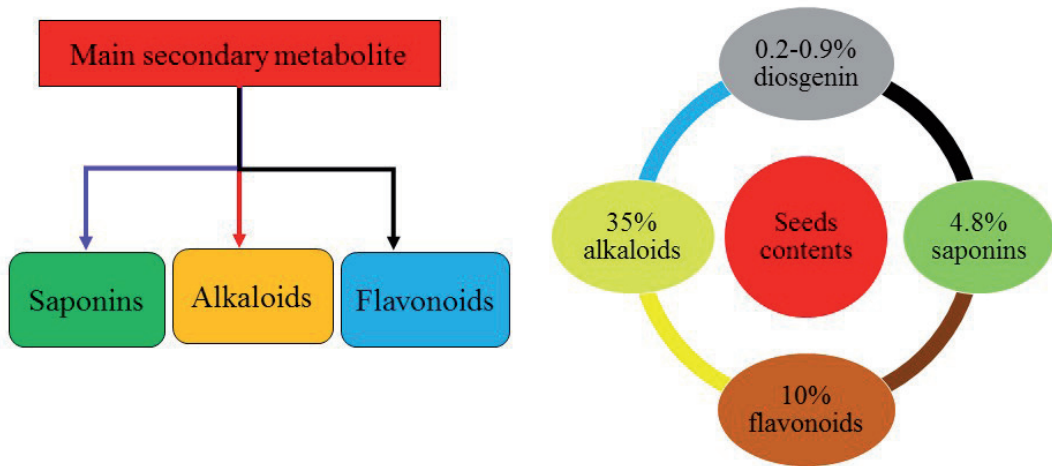 Main secondary metabolite
Saponins
Alkaloids
Flavonoids
0.2-0.9%
diosgenin
35%
alkaloids
Seeds
contents
4.8%
saponins
10%
flavonoids